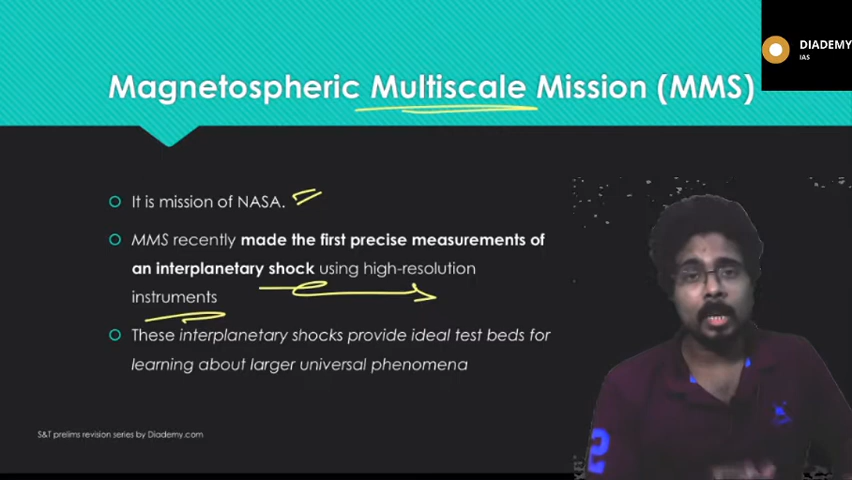 DIADEMY
IAS
Magnetospheric Multiscale Mission (MMS)
It is mission of NASA.
MMS recently made the first precise measurements of
an interplanetary shock using high-resolution
instruments
These interplanetary shocks provide ideal test beds for
learning about larger universal phenomena
S&T prelims revision series by Diademy.com
2